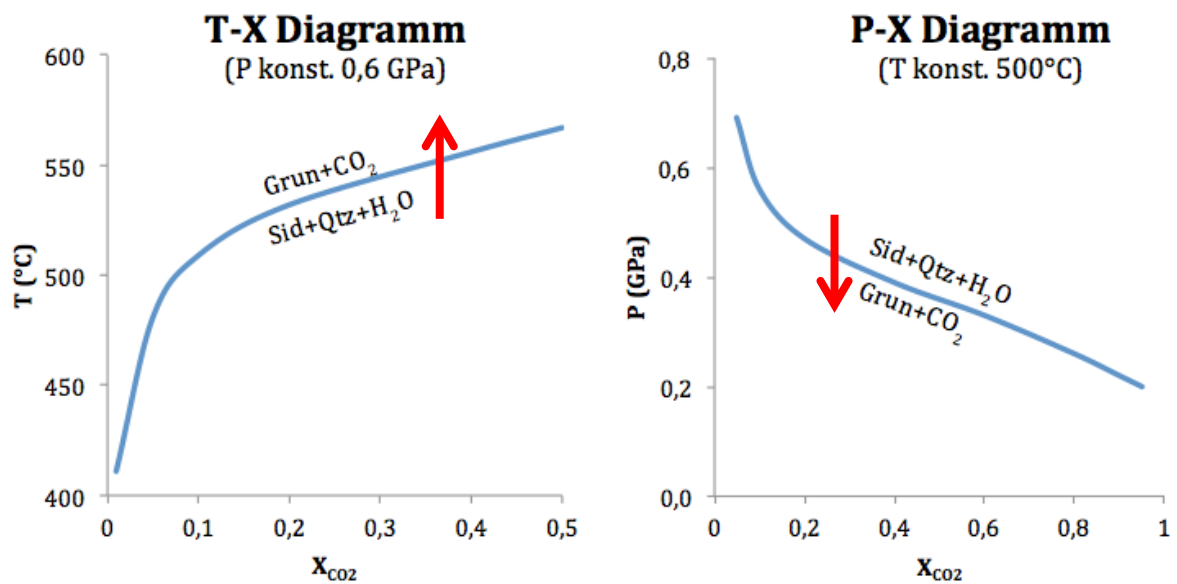 T-X Diagramm
(P konst. 0,6 GPa)
600
550
500
450
400
T (°C)
Grun+CO₂
Sid+Qtz+H₂O
0
0,1
0,2
0,3
0,4
0,5
X_CO2
P-X Diagramm
(T konst. 500°C)
0,8
0,6
0,4
0,2
0,0
P (GPa)
Sid+Qtz+H₂O
Grun+CO₂
0
0,2
0,4
0,6
0,8
1
X_CO2